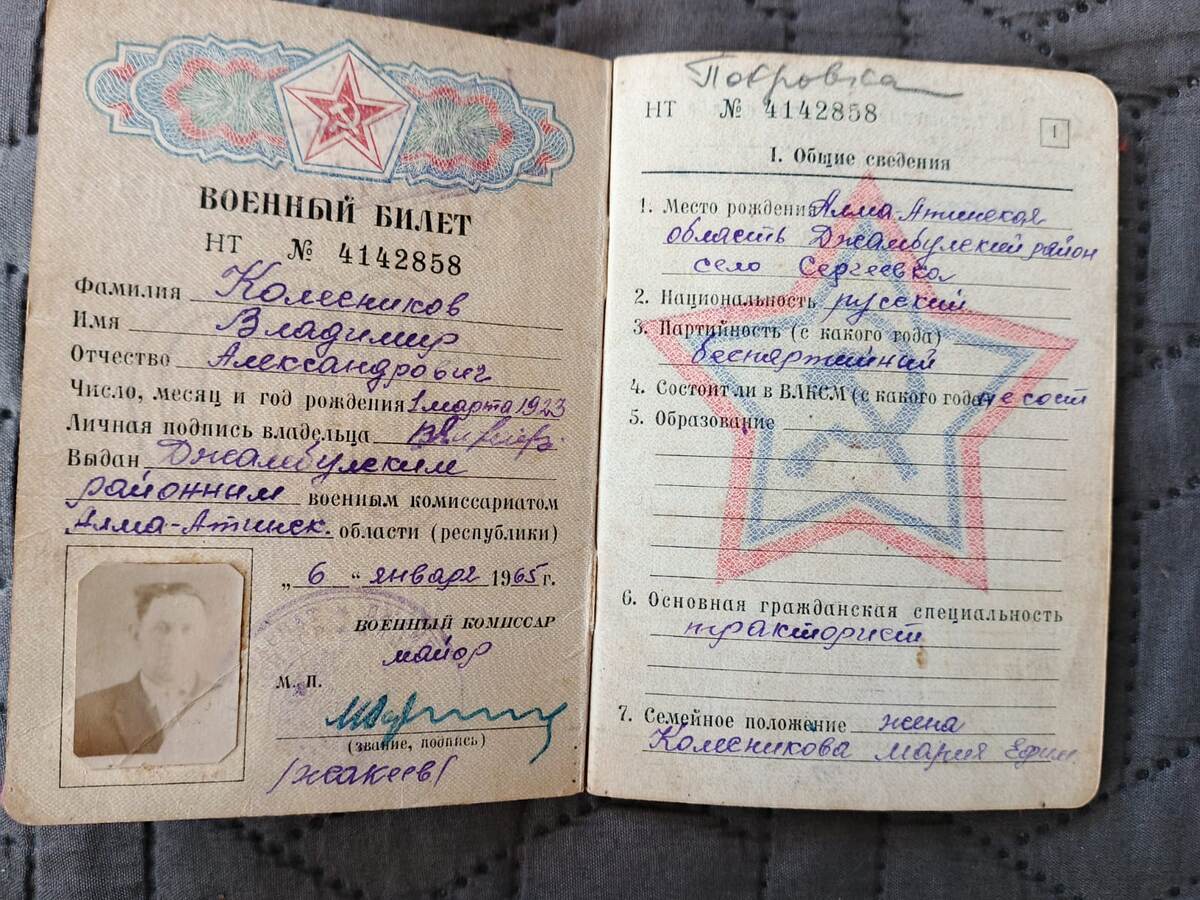 ВОЕННЫЙ БИЛЕТ
НТ № 4142858
Фамилия Колесников
Имя Владимир
Отчество Александрович
Число, месяц и год рождения 1 марта 1923
Личная подпись владельца
Выдан Джамбулским
районным военным комиссариатом
Алма-Атинск. области (республики)
„ 6 “ января 1965 г.
ВОЕННЫЙ КОМИССАР
майор
М. П.
(звание, подпись)
/Жакеев/
Покровка
НТ № 4142858
1
I. Общие сведения
1. Место рождения Алма-Атинская
область Джамбулский район
село Сергеевка
2. Национальность русский
3. Партийность (с какого года)
беспартийный
4. Состоит ли в ВЛКСМ (с какого года) не сост
5. Образование
6. Основная гражданская специальность
тракторист
7. Семейное положение жена
Колесникова Мария Ефим